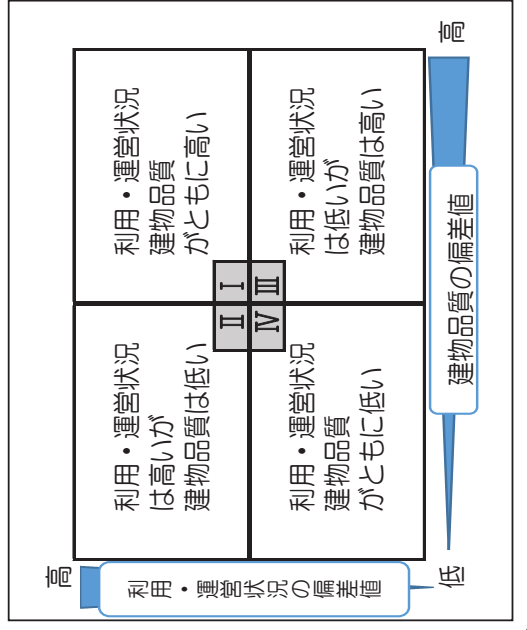 高
利用・運営状況の偏差値
利用・運営状況
は高いが
建物品質は低い
利用・運営状況
建物品質
がともに高い
Ⅱ Ⅰ
Ⅳ Ⅲ
利用・運営状況
建物品質
がともに低い
利用・運営状況
は低いが
建物品質は高い
低
建物品質の偏差値
高